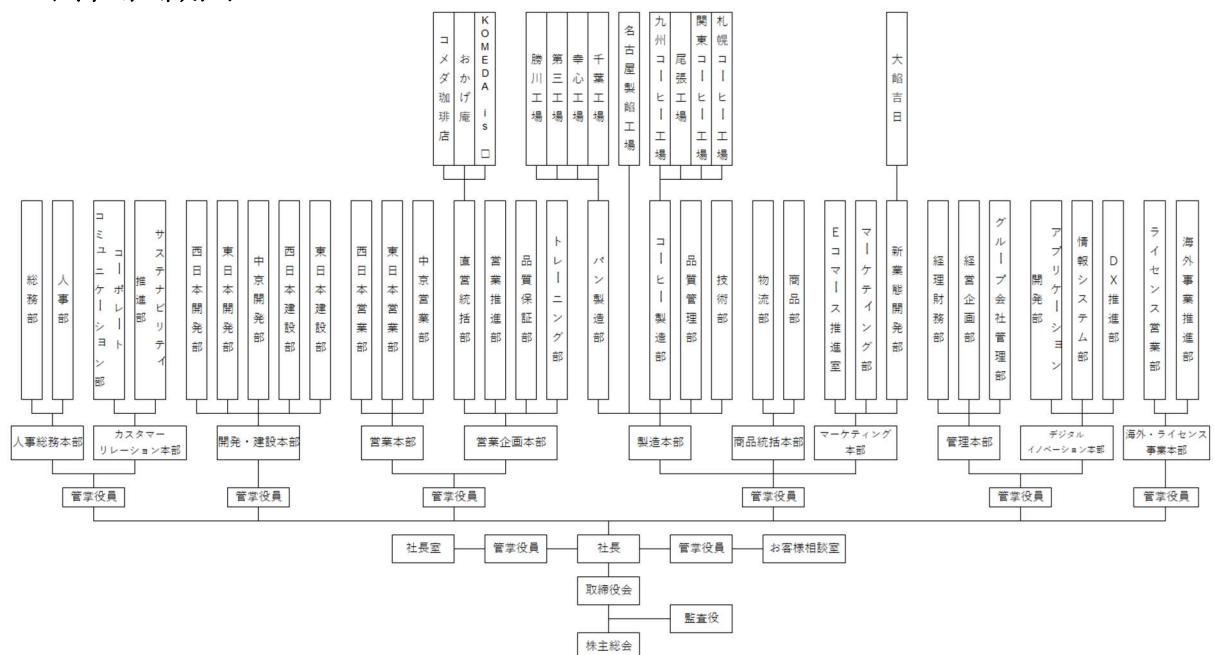 コメダ珈琲店
おかげ庵
KOMEDA is □
勝川工場
第三工場
幸心工場
千葉工場
名古屋製餡工場
九州コーヒー工場
尾張工場
関東コーヒー工場
札幌コーヒー工場
大餡吉日
総務部
人事部
コーポレート
コミュニケーション部
サステナビリティ
推進部
西日本開発部
東日本開発部
中京開発部
西日本建設部
東日本建設部
西日本営業部
東日本営業部
中京営業部
直営統括部
営業推進部
品質保証部
トレーニング部
パン製造部
コーヒー製造部
品質管理部
技術部
物流部
商品部
Eコマース推進室
マーケティング部
新業態開発部
経理財務部
経営企画部
グループ会社管理部
アプリケーション
開発部
情報システム部
DX推進部
ライセンス営業部
海外事業推進部
人事総務本部
カスタマー
リレーション本部
開発・建設本部
営業本部
営業企画本部
製造本部
商品統括本部
マーケティング
本部
管理本部
デジタル
イノベーション本部
海外・ライセンス
事業本部
管掌役員
管掌役員
管掌役員
管掌役員
管掌役員
管掌役員
社長室
管掌役員
社長
管掌役員
お客様相談室
取締役会
監査役
株主総会